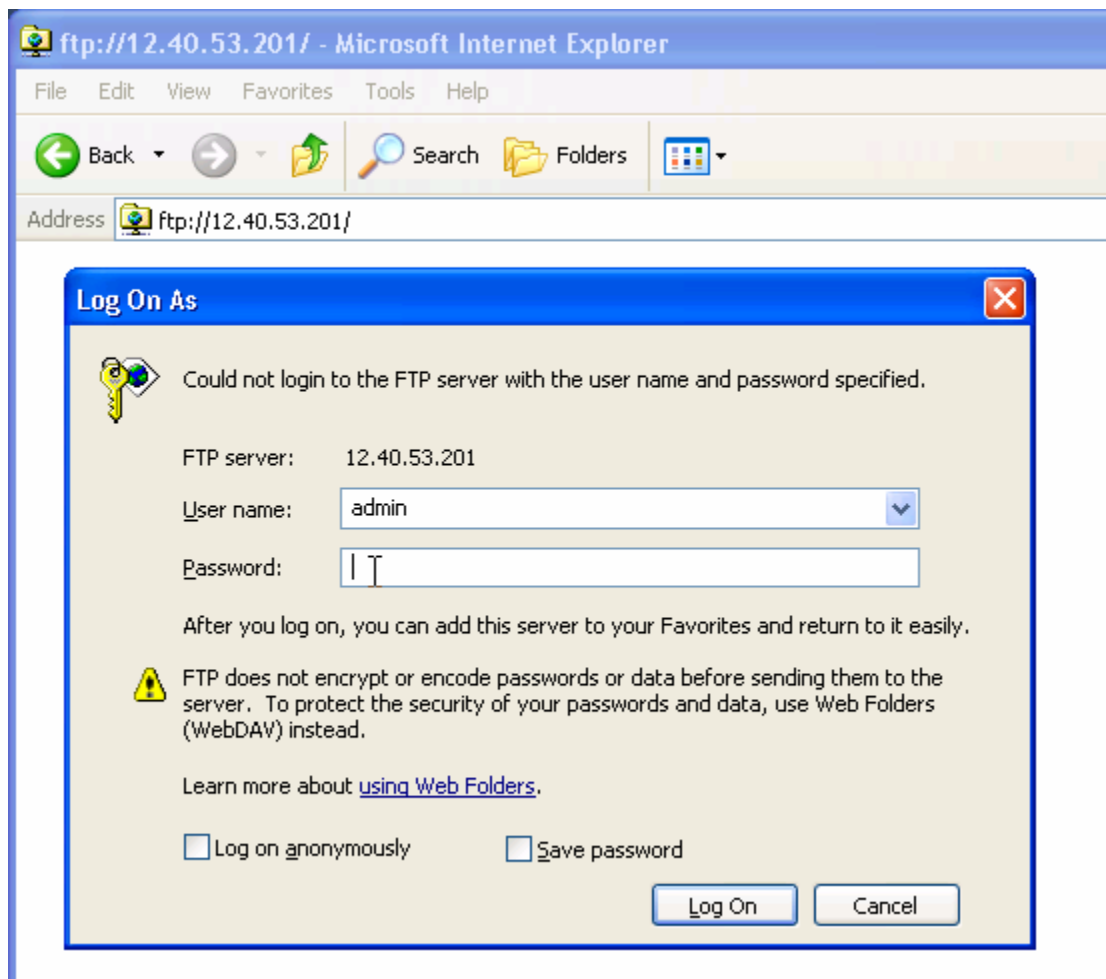 ftp://12.40.53.201/ - Microsoft Internet Explorer
File Edit View Favorites Tools Help
Back Search Folders
Address ftp://12.40.53.201/
Log On As
Could not login to the FTP server with the user name and password specified.
FTP server: 12.40.53.201
User name: admin
Password:
After you log on, you can add this server to your Favorites and return to it easily.
FTP does not encrypt or encode passwords or data before sending them to the
server. To protect the security of your passwords and data, use Web Folders
(WebDAV) instead.
Learn more about using Web Folders.
Log on anonymously Save password
Log On Cancel